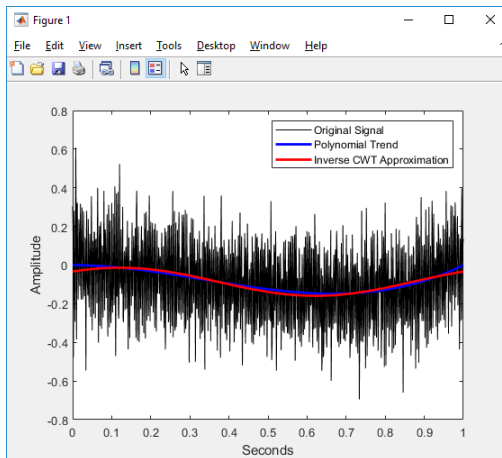 Figure 1
File Edit View Insert Tools Desktop Window Help
Original Signal
Polynomial Trend
Inverse CWT Approximation
0.8
0.6
0.4
0.2
0
-0.2
-0.4
-0.6
-0.8
Amplitude
0 0.1 0.2 0.3 0.4 0.5 0.6 0.7 0.8 0.9 1
Seconds